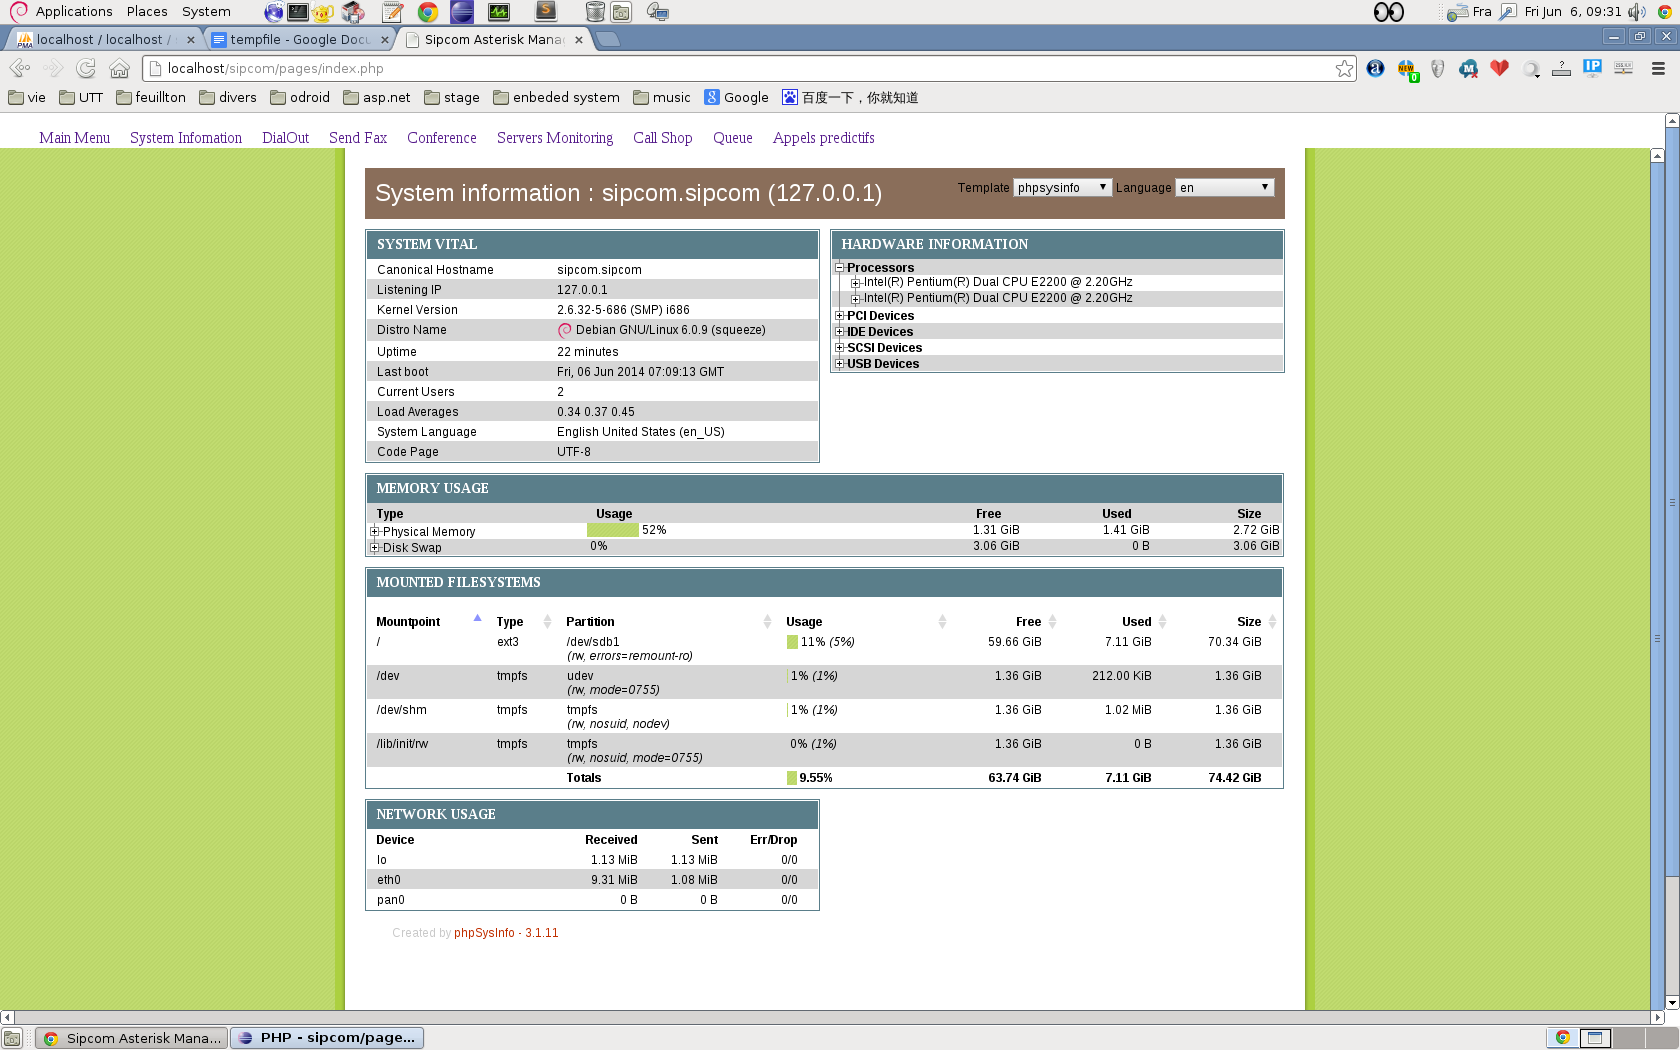 Applications Places System Fra Fri Jun 6, 09:31
localhost / localhost / tempfile - Google Docu Sipcom Asterisk Mana
localhost/sipcom/pages/index.php
vie UTT feuillton divers odroid asp.net stage enbeded system music Google 百度一下，你就知道
Main Menu System Infomation DialOut Send Fax Conference Servers Monitoring Call Shop Queue Appels predictifs
System information : sipcom.sipcom (127.0.0.1) Template phpsysinfo Language en
SYSTEM VITAL
Canonical Hostname sipcom.sipcom
Listening IP 127.0.0.1
Kernel Version 2.6.32-5-686 (SMP) i686
Distro Name Debian GNU/Linux 6.0.9 (squeeze)
Uptime 22 minutes
Last boot Fri, 06 Jun 2014 07:09:13 GMT
Current Users 2
Load Averages 0.34 0.37 0.45
System Language English United States (en_US)
Code Page UTF-8
HARDWARE INFORMATION
Processors
Intel(R) Pentium(R) Dual CPU E2200 @ 2.20GHz
Intel(R) Pentium(R) Dual CPU E2200 @ 2.20GHz
PCI Devices
IDE Devices
SCSI Devices
USB Devices
MEMORY USAGE
Type Usage Free Used Size
Physical Memory 52% 1.31 GiB 1.41 GiB 2.72 GiB
Disk Swap 0% 3.06 GiB 0 B 3.06 GiB
MOUNTED FILESYSTEMS
Mountpoint Type Partition Usage Free Used Size
/ ext3 /dev/sdb1 11% (5%) 59.66 GiB 7.11 GiB 70.34 GiB
(rw, errors=remount-ro)
/dev tmpfs udev 1% (1%) 1.36 GiB 212.00 KiB 1.36 GiB
(rw, mode=0755)
/dev/shm tmpfs tmpfs 1% (1%) 1.36 GiB 1.02 MiB 1.36 GiB
(rw, nosuid, nodev)
/lib/init/rw tmpfs tmpfs 0% (1%) 1.36 GiB 0 B 1.36 GiB
(rw, nosuid, mode=0755)
Totals 9.55% 63.74 GiB 7.11 GiB 74.42 GiB
NETWORK USAGE
Device Received Sent Err/Drop
lo 1.13 MiB 1.13 MiB 0/0
eth0 9.31 MiB 1.08 MiB 0/0
pan0 0 B 0 B 0/0
Created by phpSysInfo - 3.1.11
Sipcom Asterisk Mana... PHP - sipcom/page...